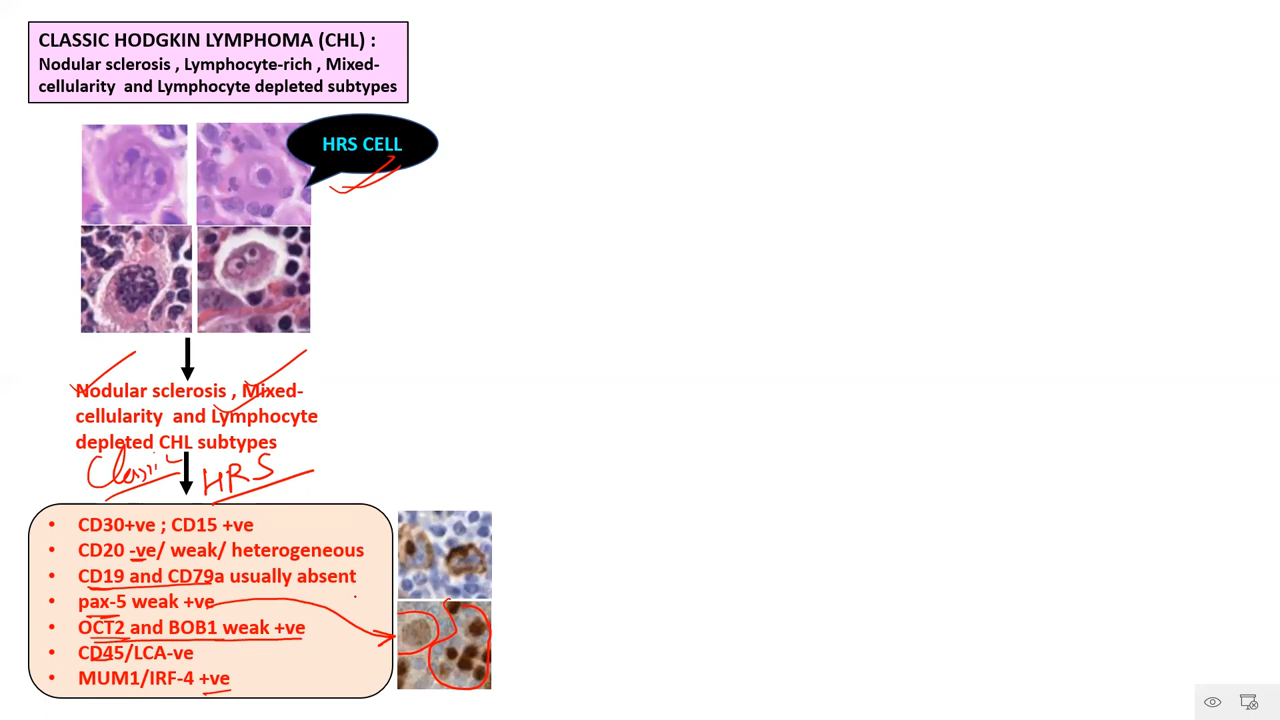 CLASSIC HODGKIN LYMPHOMA (CHL) :
Nodular sclerosis , Lymphocyte-rich , Mixed-
cellularity and Lymphocyte depleted subtypes
HRS CELL
Nodular sclerosis , Mixed-
cellularity and Lymphocyte
depleted CHL subtypes
Classic HRS
• CD30+ve ; CD15 +ve
• CD20 -ve/ weak/ heterogeneous
• CD19 and CD79a usually absent
• pax-5 weak +ve
• OCT2 and BOB1 weak +ve
• CD45/LCA-ve
• MUM1/IRF-4 +ve